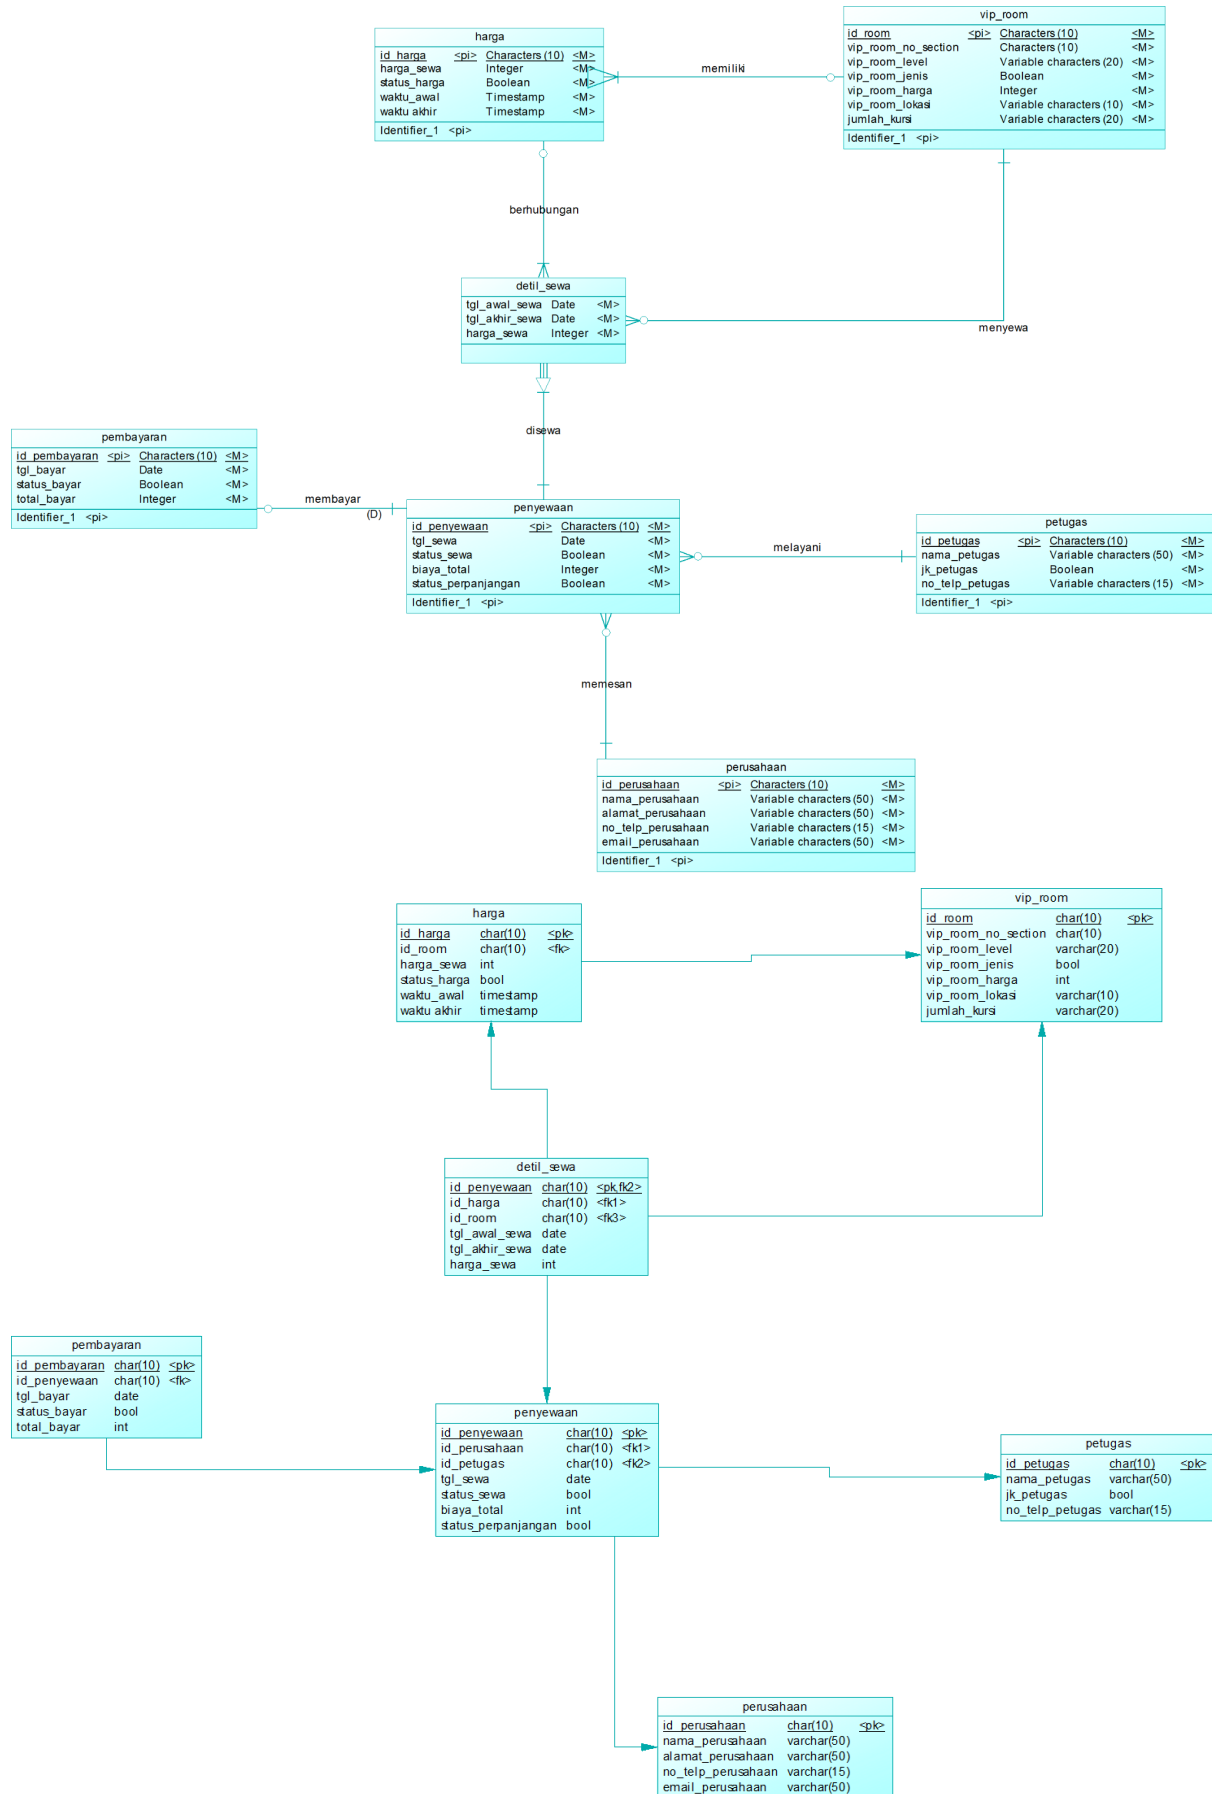 vip_room
id_room <pi> Characters (10) <M>
vip_room_no_section Characters (10) <M>
vip_room_level Variable characters (20) <M>
vip_room_jenis Boolean <M>
vip_room_harga Integer <M>
vip_room_lokasi Variable characters (10) <M>
jumlah_kursi Variable characters (20) <M>
Identifier_1 <pi>
harga
id_harga <pi> Characters (10) <M>
harga_sewa Integer <M>
status_harga Boolean <M>
waktu_awal Timestamp <M>
waktu akhir Timestamp <M>
Identifier_1 <pi>
memiliki
berhubungan
detil_sewa
tgl_awal_sewa Date <M>
tgl_akhir_sewa Date <M>
harga_sewa Integer <M>
menyewa
disewa
pembayaran
id_pembayaran <pi> Characters (10) <M>
tgl_bayar Date <M>
status_bayar Boolean <M>
total_bayar Integer <M>
Identifier_1 <pi>
membayar
(D)
penyewaan
id_penyewaan <pi> Characters (10) <M>
tgl_sewa Date <M>
status_sewa Boolean <M>
biaya_total Integer <M>
status_perpanjangan Boolean <M>
Identifier_1 <pi>
melayani
petugas
id_petugas <pi> Characters (10) <M>
nama_petugas Variable characters (50) <M>
jk_petugas Boolean <M>
no_telp_petugas Variable characters (15) <M>
Identifier_1 <pi>
memesan
perusahaan
id_perusahaan <pi> Characters (10) <M>
nama_perusahaan Variable characters (50) <M>
alamat_perusahaan Variable characters (50) <M>
no_telp_perusahaan Variable characters (15) <M>
email_perusahaan Variable characters (50) <M>
Identifier_1 <pi>
vip_room
id_room char(10) <pk>
vip_room_no_section char(10)
vip_room_level varchar(20)
vip_room_jenis bool
vip_room_harga int
vip_room_lokasi varchar(10)
jumlah_kursi varchar(20)
harga
id_harga char(10) <pk>
id_room char(10) <fk>
harga_sewa int
status_harga bool
waktu_awal timestamp
waktu akhir timestamp
detil_sewa
id_penyewaan char(10) <pk,fk2>
id_harga char(10) <fk1>
id_room char(10) <fk3>
tgl_awal_sewa date
tgl_akhir_sewa date
harga_sewa int
pembayaran
id_pembayaran char(10) <pk>
id_penyewaan char(10) <fk>
tgl_bayar date
status_bayar bool
total_bayar int
penyewaan
id_penyewaan char(10) <pk>
id_perusahaan char(10) <fk1>
id_petugas char(10) <fk2>
tgl_sewa date
status_sewa bool
biaya_total int
status_perpanjangan bool
petugas
id_petugas char(10) <pk>
nama_petugas varchar(50)
jk_petugas bool
no_telp_petugas varchar(15)
perusahaan
id_perusahaan char(10) <pk>
nama_perusahaan varchar(50)
alamat_perusahaan varchar(50)
no_telp_perusahaan varchar(15)
email_perusahaan varchar(50)